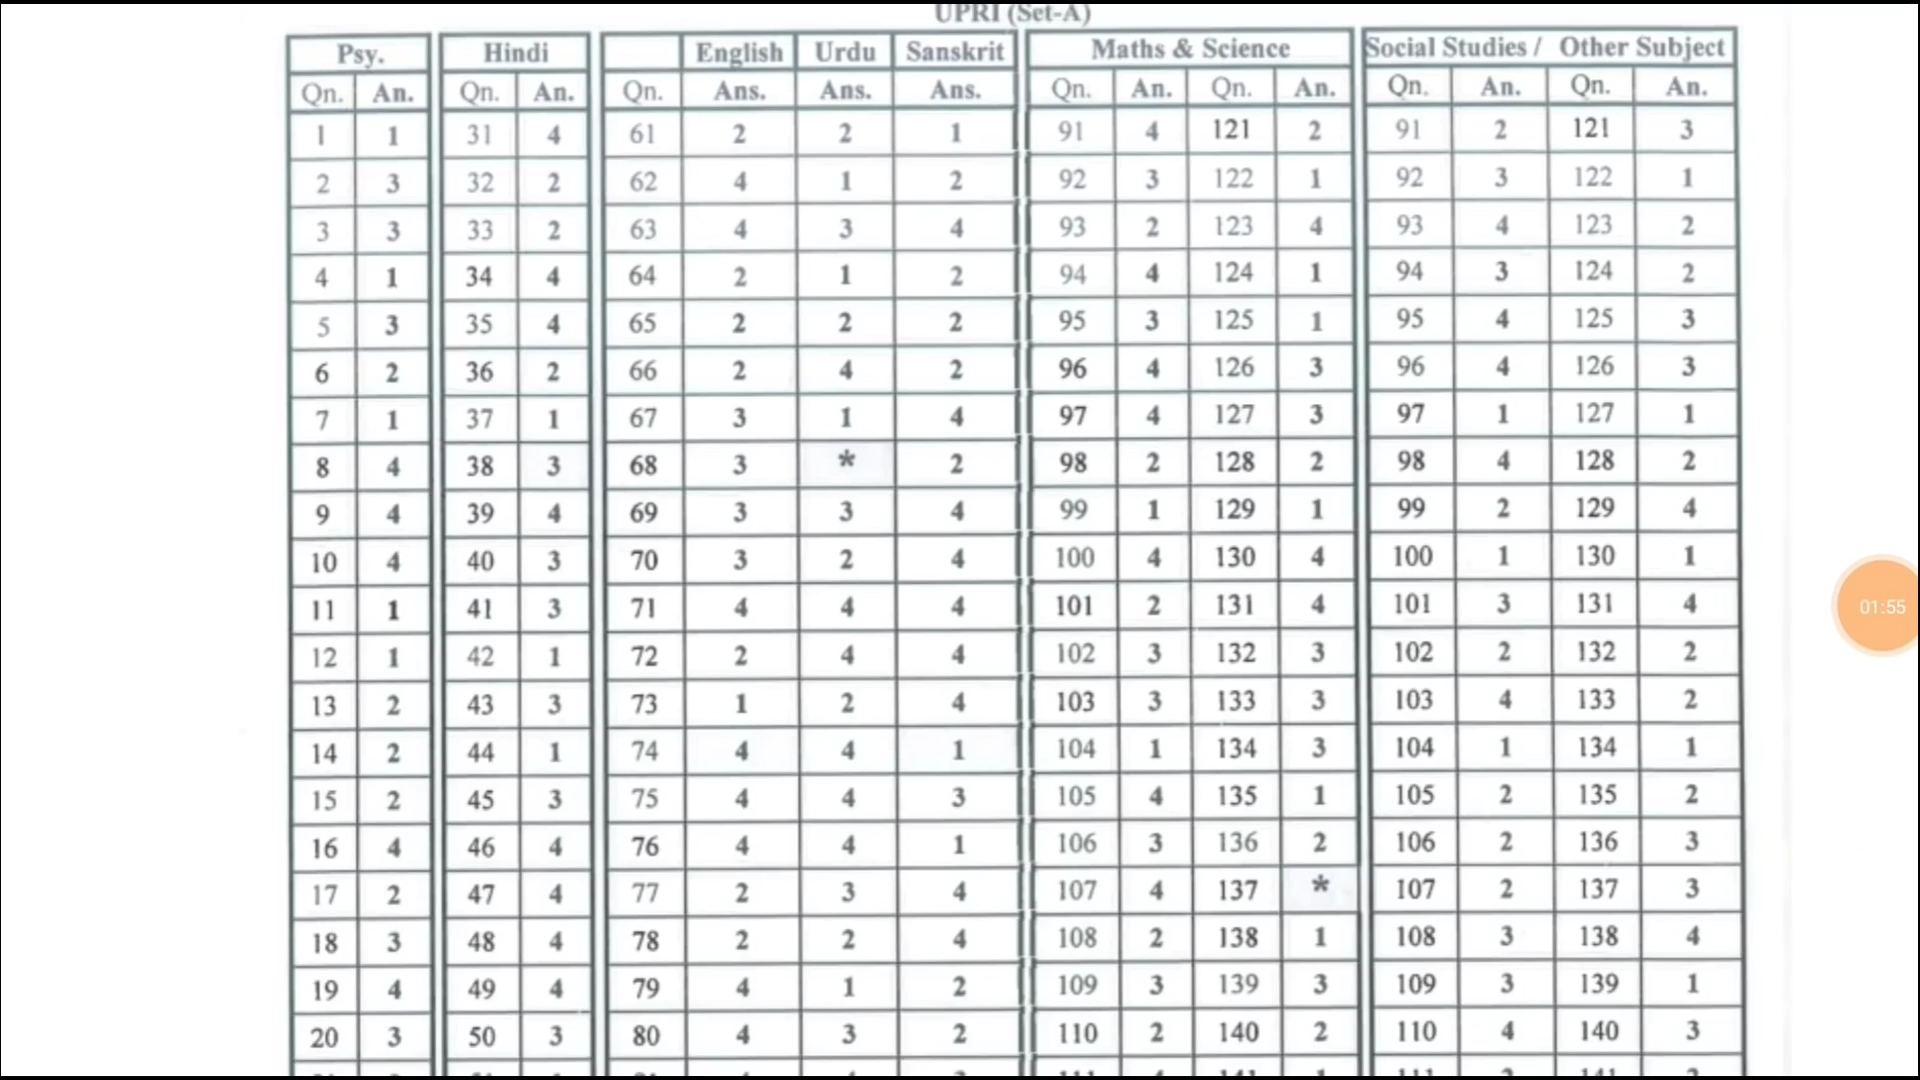 UPRI (Set-A)
Psy. Hindi English Urdu Sanskrit Maths & Science Social Studies / Other Subject
Qn. An. Qn. An. Qn. Ans. Ans. Ans. Qn. An. Qn. An. Qn. An. Qn. An.
1 1 31 4 61 2 2 1 91 4 121 2 91 2 121 3
2 3 32 2 62 4 1 2 92 3 122 1 92 3 122 1
3 3 33 2 63 4 3 4 93 2 123 4 93 4 123 2
4 1 34 4 64 2 1 2 94 4 124 1 94 3 124 2
5 3 35 4 65 2 2 2 95 3 125 1 95 4 125 3
6 2 36 2 66 2 4 2 96 4 126 3 96 4 126 3
7 1 37 1 67 3 1 4 97 4 127 3 97 1 127 1
8 4 38 3 68 3 * 2 98 2 128 2 98 4 128 2
9 4 39 4 69 3 3 4 99 1 129 1 99 2 129 4
10 4 40 3 70 3 2 4 100 4 130 4 100 1 130 1
11 1 41 3 71 4 4 4 101 2 131 4 101 3 131 4
12 1 42 1 72 2 4 4 102 3 132 3 102 2 132 2
13 2 43 3 73 1 2 4 103 3 133 3 103 4 133 2
14 2 44 1 74 4 4 1 104 1 134 3 104 1 134 1
15 2 45 3 75 4 4 3 105 4 135 1 105 2 135 2
16 4 46 4 76 4 4 1 106 3 136 2 106 2 136 3
17 2 47 4 77 2 3 4 107 4 137 * 107 2 137 3
18 3 48 4 78 2 2 4 108 2 138 1 108 3 138 4
19 4 49 4 79 4 1 2 109 3 139 3 109 3 139 1
20 3 50 3 80 4 3 2 110 2 140 2 110 4 140 3
01:55